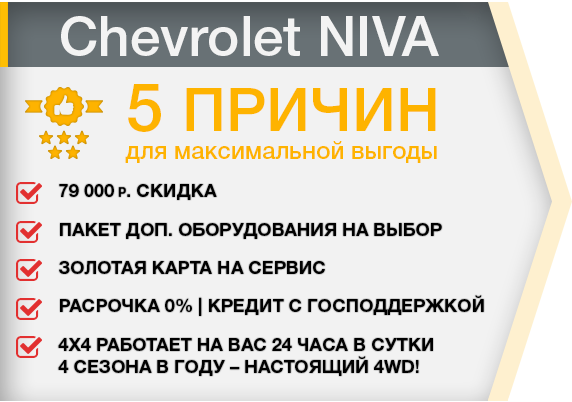 Chevrolet NIVA
5 ПРИЧИН
для максимальной выгоды
79 000 Р. СКИДКА
ПАКЕТ ДОП. ОБОРУДОВАНИЯ НА ВЫБОР
ЗОЛОТАЯ КАРТА НА СЕРВИС
РАСРОЧКА 0% | КРЕДИТ С ГОСПОДДЕРЖКОЙ
4Х4 РАБОТАЕТ НА ВАС 24 ЧАСА В СУТКИ
4 СЕЗОНА В ГОДУ – НАСТОЯЩИЙ 4WD!